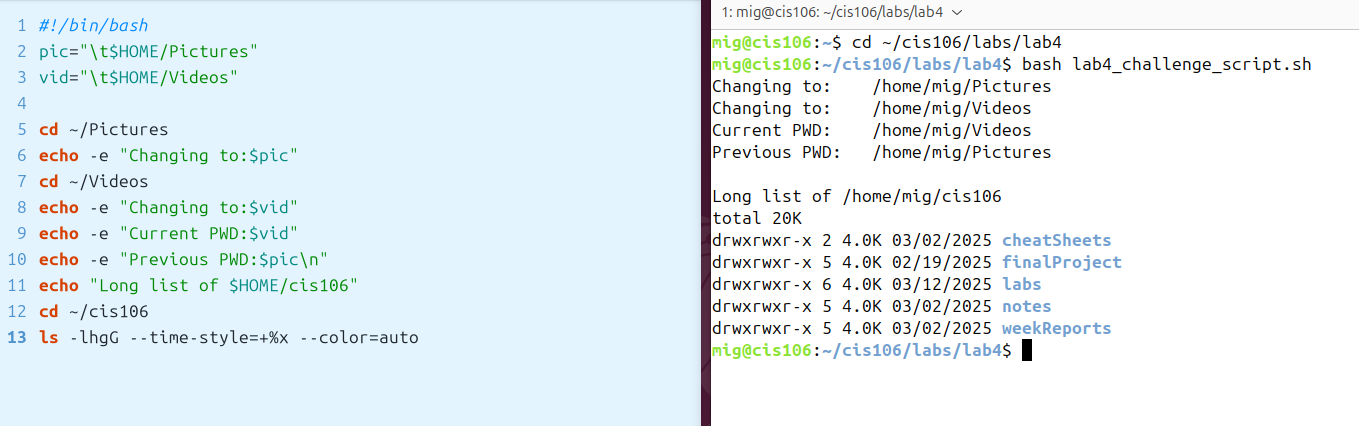 1 #!/bin/bash
2 pic="\t$HOME/Pictures"
3 vid="\t$HOME/Videos"
4
5 cd ~/Pictures
6 echo -e "Changing to:$pic"
7 cd ~/Videos
8 echo -e "Changing to:$vid"
9 echo -e "Current PWD:$vid"
10 echo -e "Previous PWD:$pic\n"
11 echo "Long list of $HOME/cis106"
12 cd ~/cis106
13 ls -lhgG --time-style=+%x --color=auto
1: mig@cis106: ~/cis106/labs/lab4
mig@cis106:~$ cd ~/cis106/labs/lab4
mig@cis106:~/cis106/labs/lab4$ bash lab4_challenge_script.sh
Changing to:    /home/mig/Pictures
Changing to:    /home/mig/Videos
Current PWD:    /home/mig/Videos
Previous PWD:   /home/mig/Pictures

Long list of /home/mig/cis106
total 20K
drwxrwxr-x 2 4.0K 03/02/2025 cheatSheets
drwxrwxr-x 5 4.0K 02/19/2025 finalProject
drwxrwxr-x 6 4.0K 03/12/2025 labs
drwxrwxr-x 5 4.0K 03/02/2025 notes
drwxrwxr-x 5 4.0K 03/02/2025 weekReports
mig@cis106:~/cis106/labs/lab4$